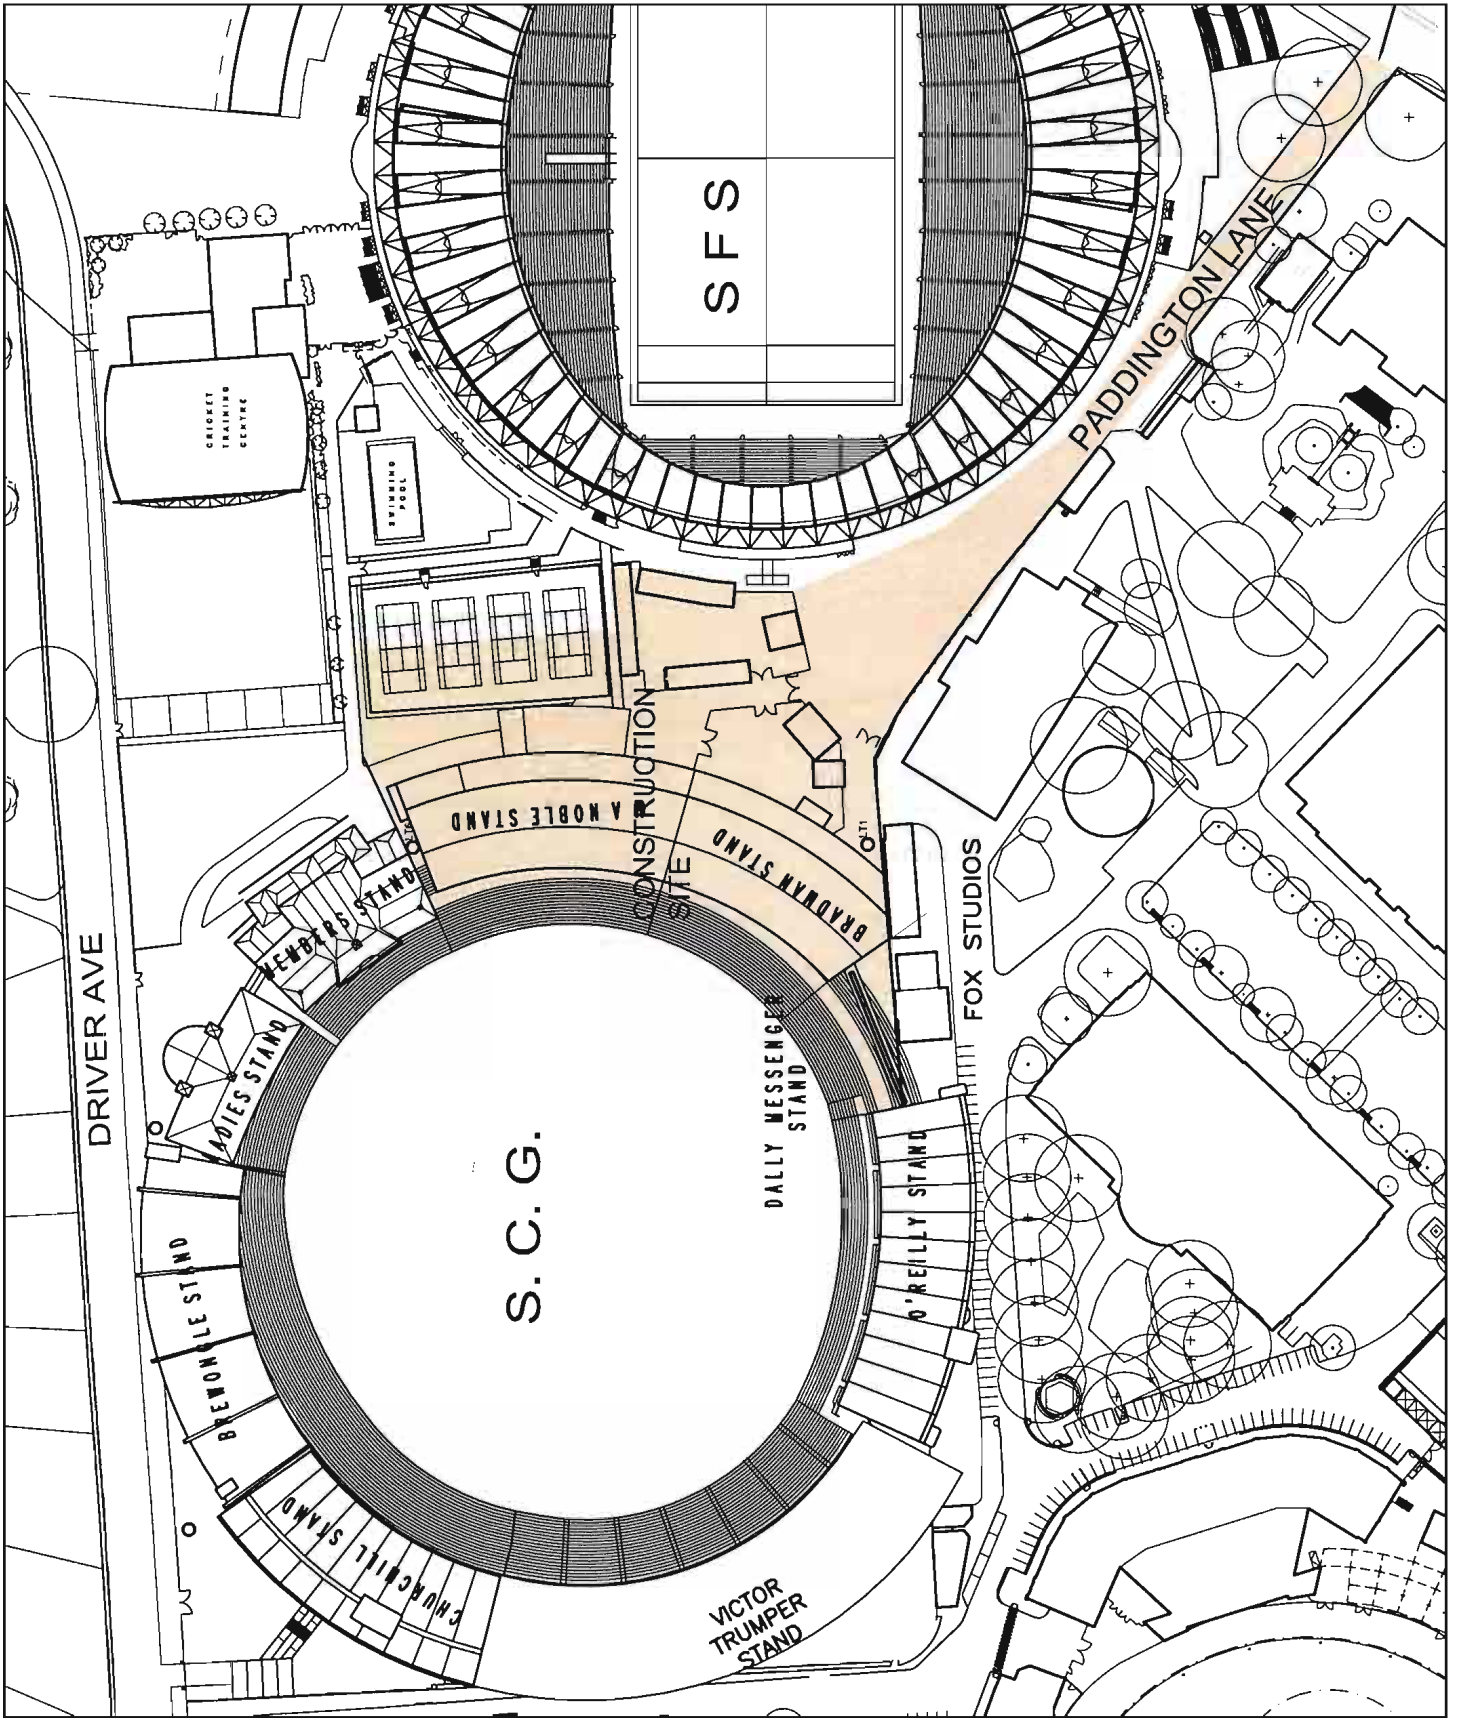 S F S
PADDINGTON LANE
CRICKET
TRAINING
CENTRE
SWIMMING
POOL
CONSTRUCTION
SITE
A NOBLE STAND
BRADMAN STAND
LT1
MEMBERS STAND
FOX STUDIOS
DRIVER AVE
LADIES STAND
DALLY MESSENGER
STAND
S. C. G.
O'REILLY STAND
BREWONGLE STAND
CHURCHILL STAND
VICTOR
TRUMPER
STAND